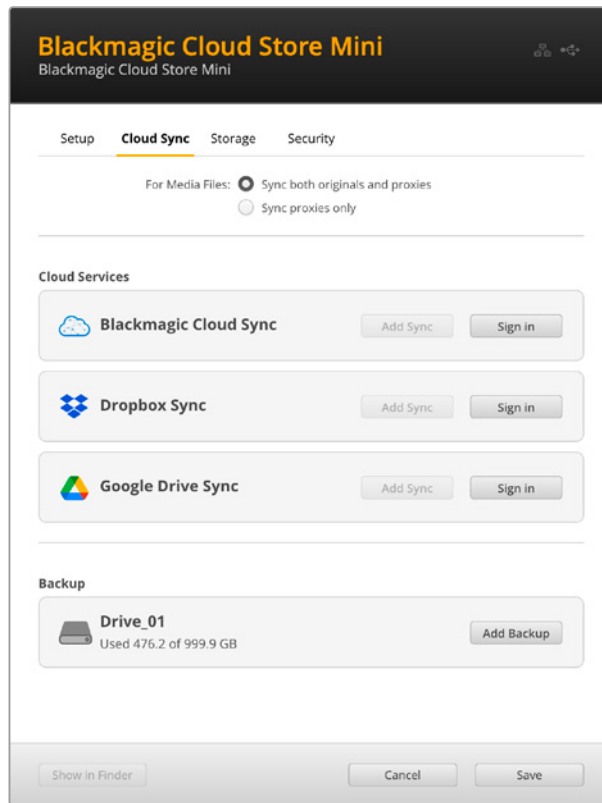 Blackmagic Cloud Store Mini
Blackmagic Cloud Store Mini
Setup Cloud Sync Storage Security
For Media Files: Sync both originals and proxies
Sync proxies only
Cloud Services
Blackmagic Cloud Sync Add Sync Sign in
Dropbox Sync Add Sync Sign in
Google Drive Sync Add Sync Sign in
Backup
Drive_01
Used 476.2 of 999.9 GB
Add Backup
Show in Finder Cancel Save